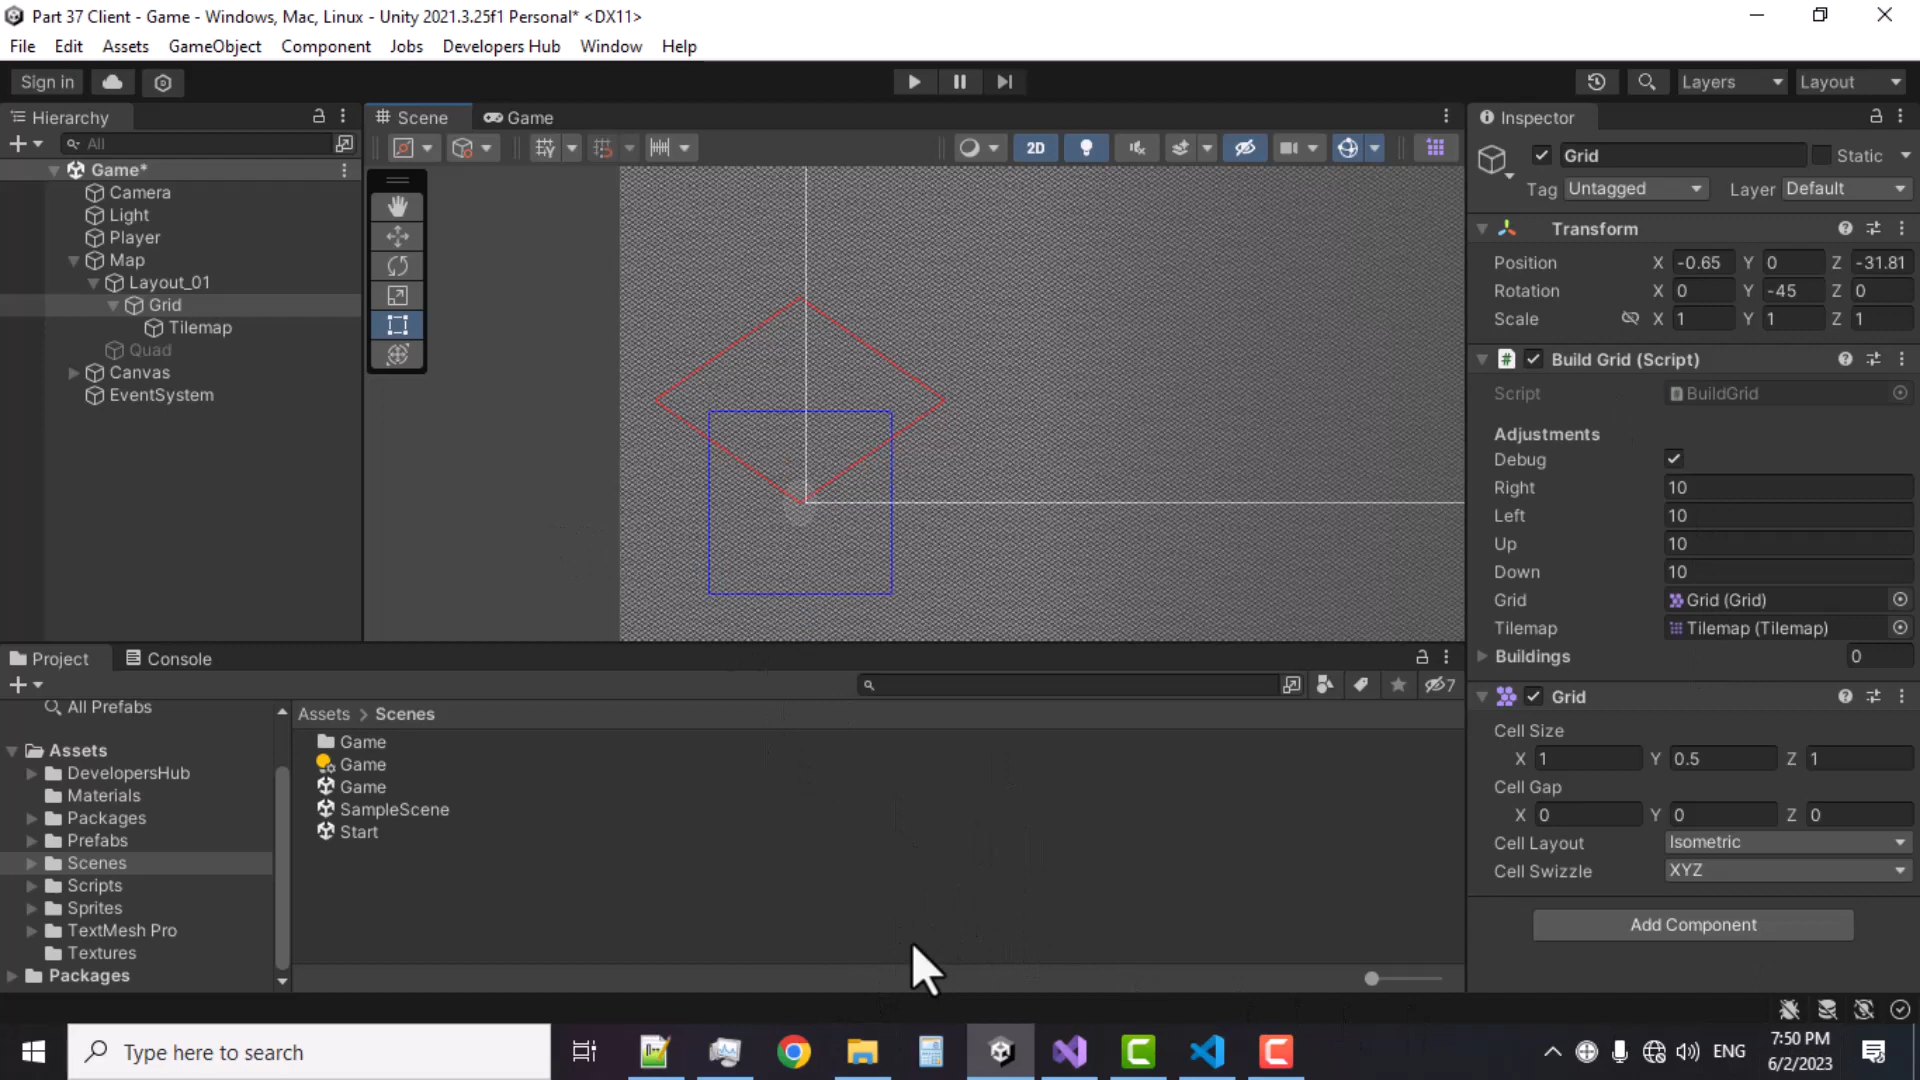 Part 37 Client - Game - Windows, Mac, Linux - Unity 2021.3.25f1 Personal* <DX11>
File Edit Assets GameObject Component Jobs Developers Hub Window Help
Sign in Layers Layout
Hierarchy
All
Game*
Camera
Light
Player
Map
Layout_01
Grid
Tilemap
Quad
Canvas
EventSystem
Scene Game
2D
Inspector
Grid Static
Tag Untagged Layer Default
Transform
Position X -0.65 Y 0 Z -31.81
Rotation X 0 Y -45 Z 0
Scale X 1 Y 1 Z 1
# Build Grid (Script)
Script BuildGrid
Adjustments
Debug
Right 10
Left 10
Up 10
Down 10
Grid Grid (Grid)
Tilemap Tilemap (Tilemap)
Buildings 0
Grid
Cell Size
X 1 Y 0.5 Z 1
Cell Gap
X 0 Y 0 Z 0
Cell Layout Isometric
Cell Swizzle XYZ
Add Component
Project Console
7
All Prefabs
Assets
DevelopersHub
Materials
Packages
Prefabs
Scenes
Scripts
Sprites
TextMesh Pro
Textures
Packages
Assets > Scenes
Game
Game
Game
SampleScene
Start
Type here to search
ENG
7:50 PM
6/2/2023